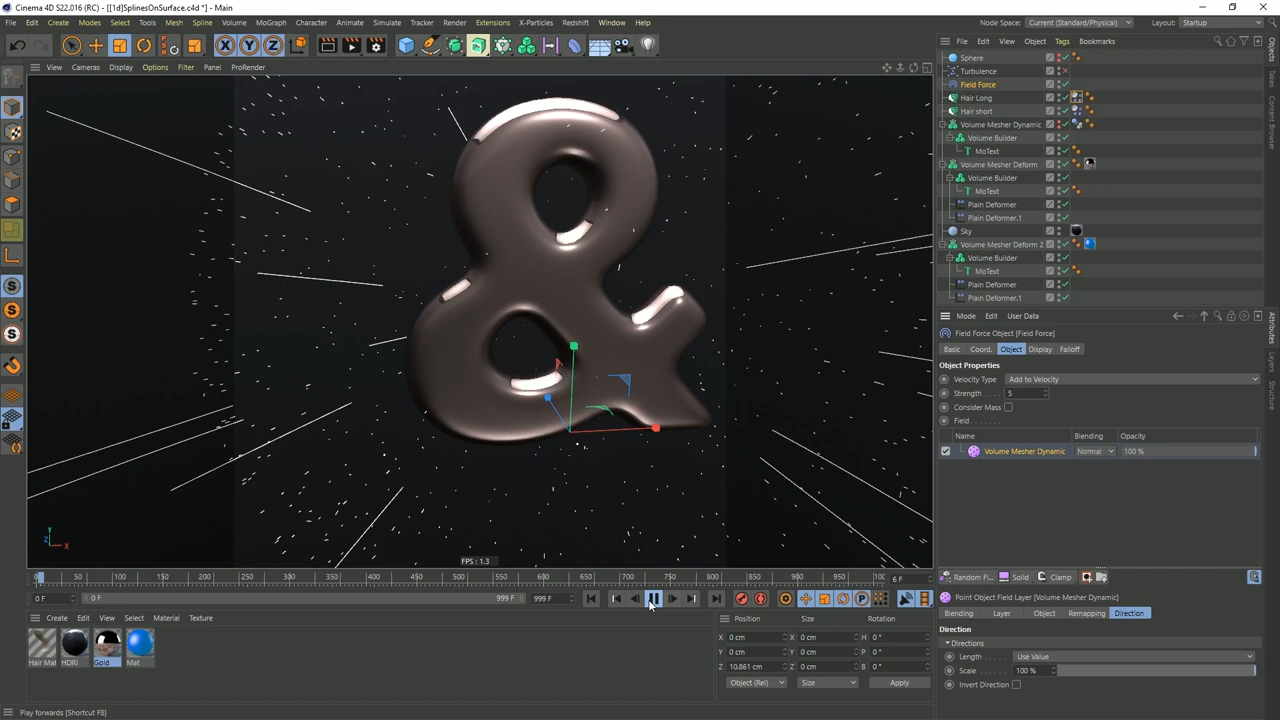 Cinema 4D S22.016 (RC) - [[1d]SplinesOnSurface.c4d *] - Main
File Edit Create Modes Select Tools Mesh Spline Volume MoGraph Character Animate Simulate Tracker Render Extensions X-Particles Redshift Window Help Node Space: Current (Standard/Physical) Layout: Startup
File Edit View Object Tags Bookmarks
View Cameras Display Options Filter Panel ProRender
Sphere
Turbulence
Field Force
Hair Long
Hair short
Volume Mesher Dynamic
Volume Builder
MoText
Volume Mesher Deform
Volume Builder
MoText
Plain Deformer
Plain Deformer.1
Sky
Volume Mesher Deform 2
Volume Builder
MoText
Plain Deformer
Plain Deformer.1
Objects
Takes
Content Browser
&
Mode Edit User Data
Field Force Object [Field Force]
Basic Coord. Object Display Falloff
Object Properties
Velocity Type Add to Velocity
Strength 5
Consider Mass
Field
Name Blending Opacity
Volume Mesher Dynamic Normal 100 %
Attributes
Layers
Structure
Y
Z X
FPS : 1.3
0 50 100 150 200 250 300 350 400 450 500 550 600 650 700 750 800 850 900 950 100 6 F
0 F 0 F 999 F 999 F
Random Fi... Solid Clamp
Point Object Field Layer [Volume Mesher Dynamic]
Blending Layer Object Remapping Direction
Direction
Directions
Length Use Value
Scale 100 %
Invert Direction
Create Edit View Select Material Texture
Hair Mat HDRI Gold Mat
Position Size Rotation
X 0 cm X 0 cm H 0 °
Y 0 cm Y 0 cm P 0 °
Z 10.861 cm Z 0 cm B 0 °
Object (Rel) Size Apply
Play forwards [Shortcut F8]